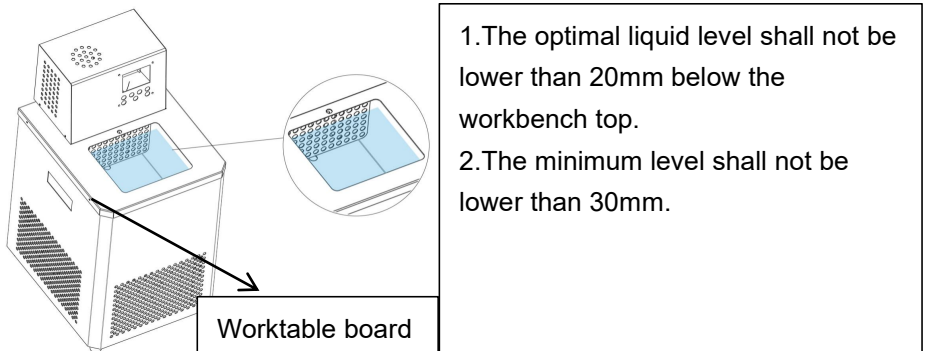 1.The optimal liquid level shall not be
lower than 20mm below the
workbench top.
2.The minimum level shall not be
lower than 30mm.
Worktable board